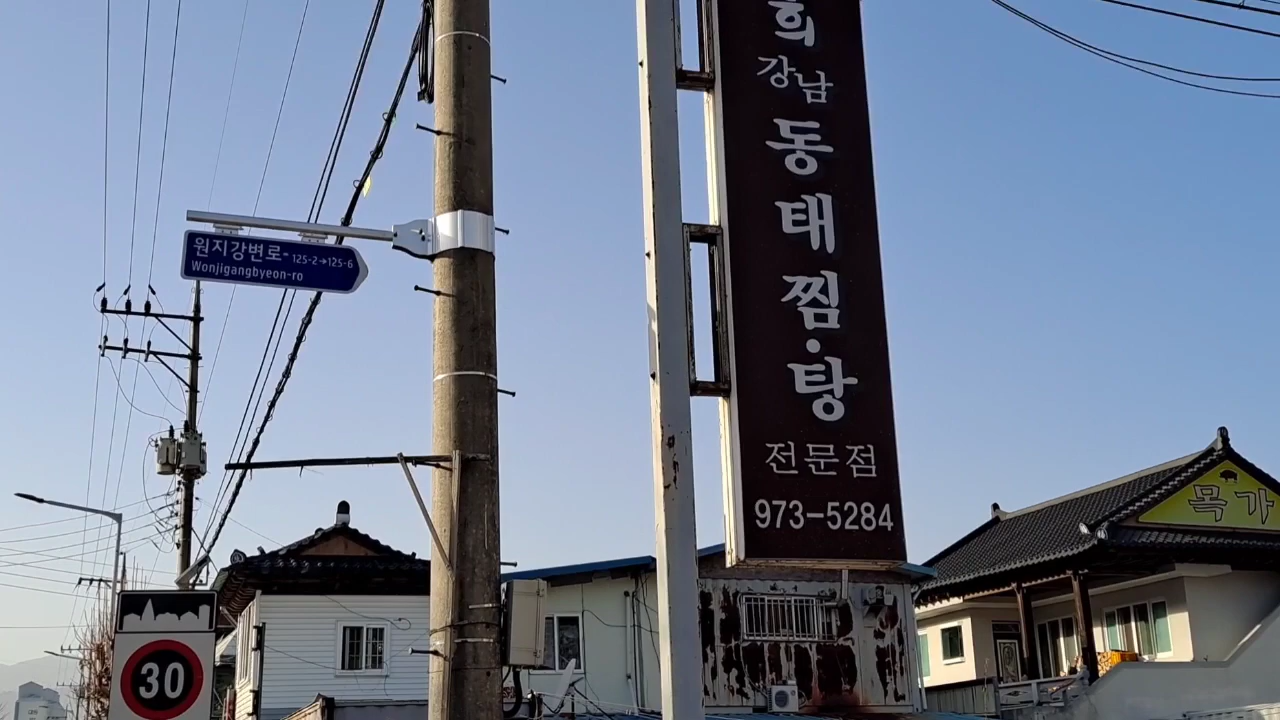 원지강변로 125-2→125-6
Wonjigangbyeon-ro
30
희
강남
동태찜·탕
전문점
973-5284
목가